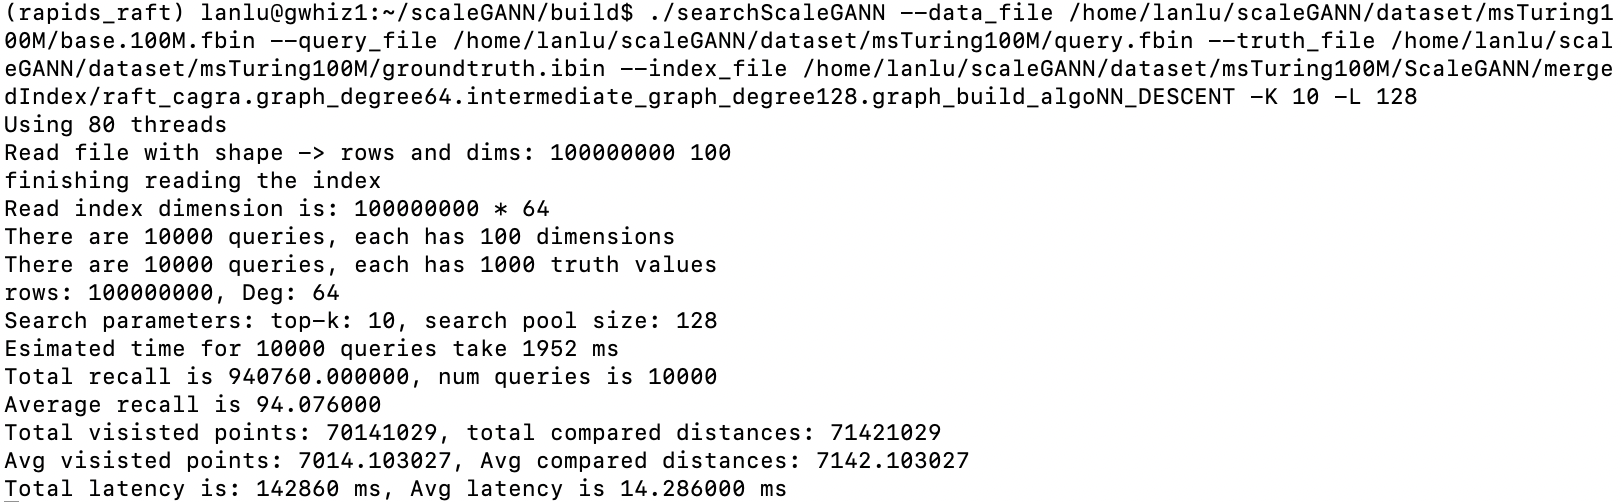 (rapids_raft) lanlu@gwhiz1:~/scaleGANN/build$ ./searchScaleGANN --data_file /home/lanlu/scaleGANN/dataset/msTuring1
00M/base.100M.fbin --query_file /home/lanlu/scaleGANN/dataset/msTuring100M/query.fbin --truth_file /home/lanlu/scal
eGANN/dataset/msTuring100M/groundtruth.ibin --index_file /home/lanlu/scaleGANN/dataset/msTuring100M/ScaleGANN/merge
dIndex/raft_cagra.graph_degree64.intermediate_graph_degree128.graph_build_algoNN_DESCENT -K 10 -L 128
Using 80 threads
Read file with shape -> rows and dims: 100000000 100
finishing reading the index
Read index dimension is: 100000000 * 64
There are 10000 queries, each has 100 dimensions
There are 10000 queries, each has 1000 truth values
rows: 100000000, Deg: 64
Search parameters: top-k: 10, search pool size: 128
Esimated time for 10000 queries take 1952 ms
Total recall is 940760.000000, num queries is 10000
Average recall is 94.076000
Total visisted points: 70141029, total compared distances: 71421029
Avg visisted points: 7014.103027, Avg compared distances: 7142.103027
Total latency is: 142860 ms, Avg latency is 14.286000 ms